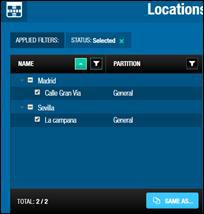 Locations
APPLIED FILTERS: STATUS: Selected ×
NAME PARTITION
Madrid
Calle Gran Via General
Sevilla
La campana General
TOTAL: 2 / 2 SAME AS...